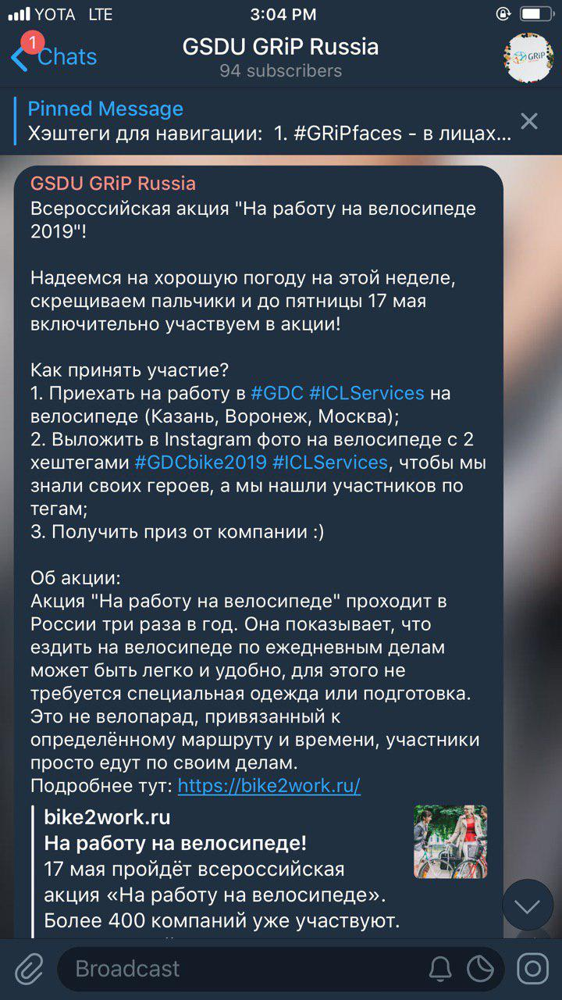 YOTA LTE 3:04 PM
1
Chats
GSDU GRiP Russia
94 subscribers
GRiP
Pinned Message
Хэштеги для навигации: 1. #GRiPfaces - в лицах...
GSDU GRiP Russia
Всероссийская акция "На работу на велосипеде
2019"!
Надеемся на хорошую погоду на этой неделе,
скрещиваем пальчики и до пятницы 17 мая
включительно участвуем в акции!
Как принять участие?
1. Приехать на работу в #GDC #ICLServices на
велосипеде (Казань, Воронеж, Москва);
2. Выложить в Instagram фото на велосипеде с 2
хештегами #GDCbike2019 #ICLServices, чтобы мы
знали своих героев, а мы нашли участников по
тегам;
3. Получить приз от компании :)
Об акции:
Акция "На работу на велосипеде" проходит в
России три раза в год. Она показывает, что
ездить на велосипеде по ежедневным делам
может быть легко и удобно, для этого не
требуется специальная одежда или подготовка.
Это не велопарад, привязанный к
определённому маршруту и времени, участники
просто едут по своим делам.
Подробнее тут: https://bike2work.ru/
bike2work.ru
На работу на велосипеде!
17 мая пройдёт всероссийская
акция «На работу на велосипеде».
Более 400 компаний уже участвуют.
Broadcast